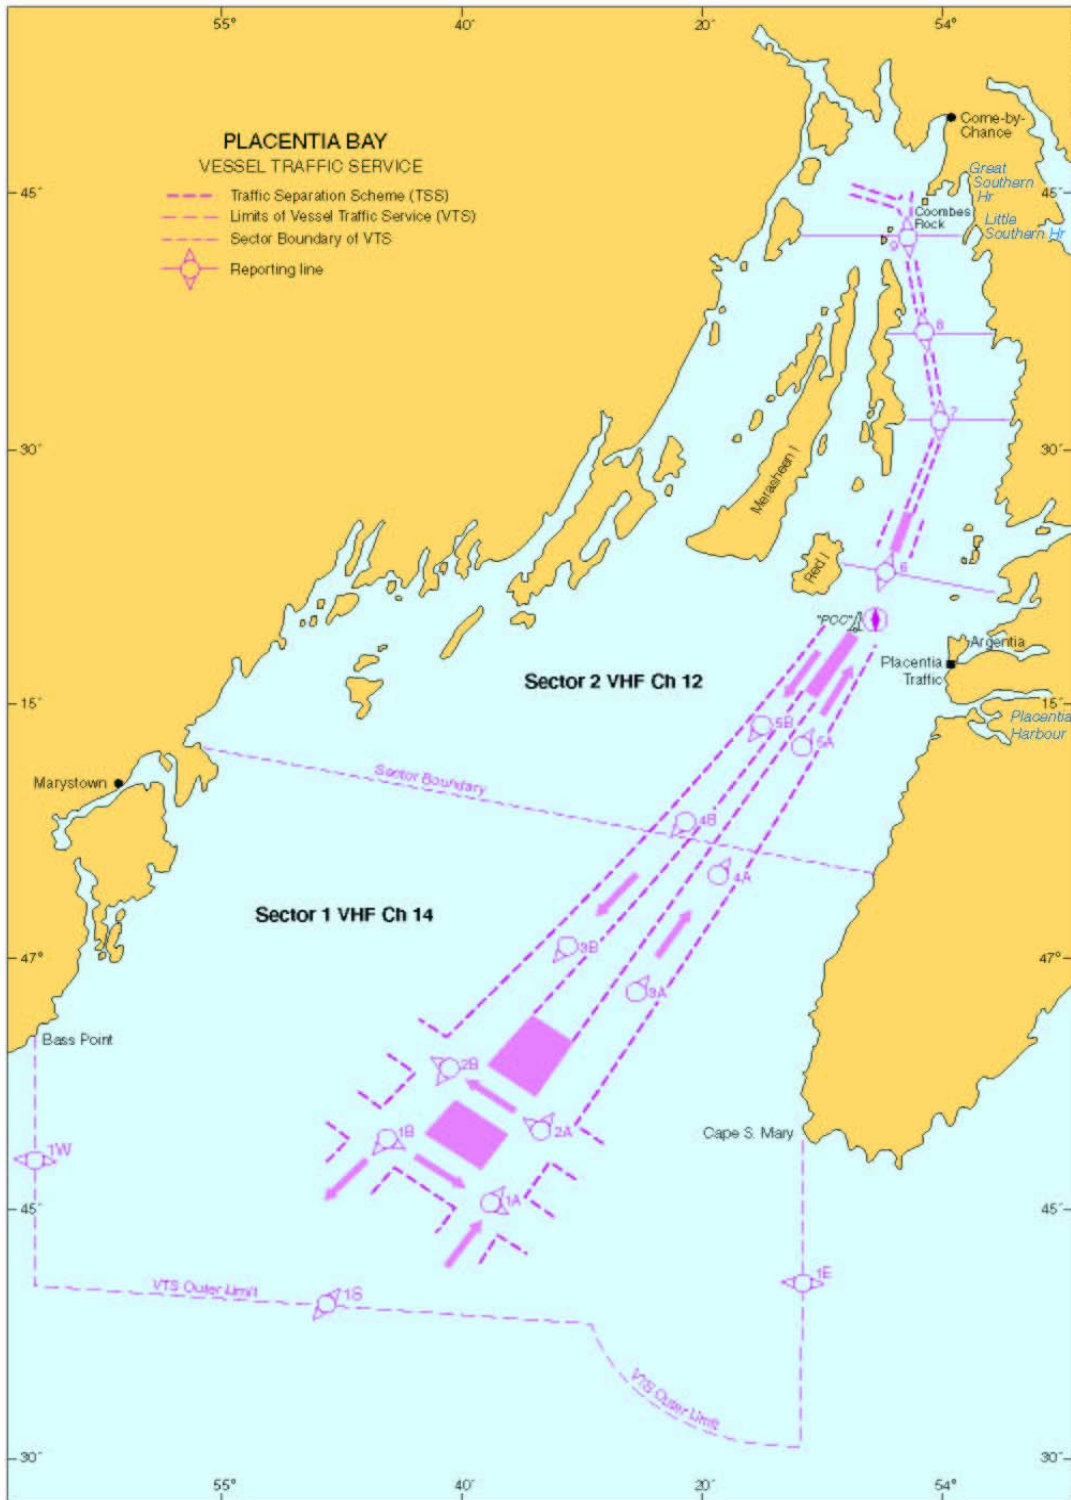 55°
40′
20′
54°
PLACENTIA BAY
VESSEL TRAFFIC SERVICE
Traffic Separation Scheme (TSS)
Limits of Vessel Traffic Service (VTS)
Sector Boundary of VTS
Reporting line
Come-by-
Chance
Great
Southern
Hr
45′
45′
Coombes
Rock
Little
Southern Hr
9
8
7
30′
30′
Merasheen I
Red I
6
"PCC"
Argentia
Placentia
Traffic
Sector 2 VHF Ch 12
15′
15′
Placentia
Harbour
5B
5A
Marystown
Sector Boundary
4B
4A
Sector 1 VHF Ch 14
3B
47°
47°
3A
Bass Point
2B
2A
Cape S. Mary
1B
1W
1A
45′
45′
VTS Outer Limit
1S
1E
VTS Outer Limit
30′
30′
55°
40′
20′
54°